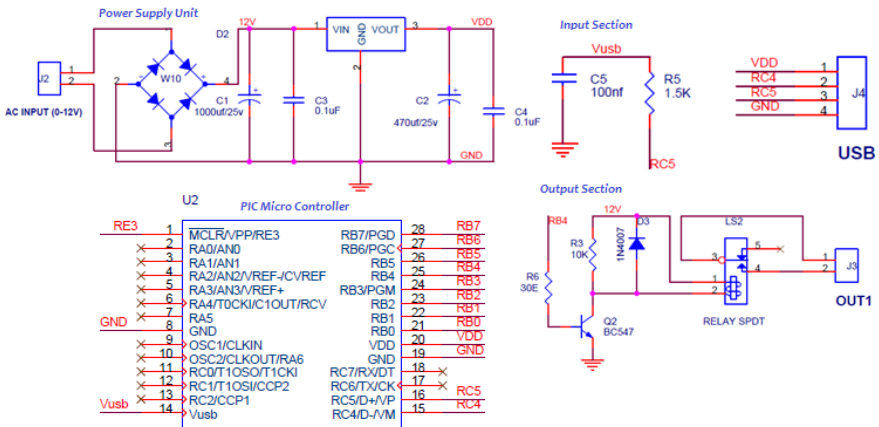 Power Supply Unit
12V
D2
1
VIN
GND
VOUT
3
VDD
2
J2
1
2
2
W10
4
3
AC INPUT (0-12V)
C1
1000uf/25v
C3
0.1uF
C2
470uf/25v
C4
0.1uF
GND
Input Section
Vusb
C5
100nf
R5
1.5K
RC5
VDD
RC4
RC5
GND
1
2
3
4
J4
USB
U2
PIC Micro Controller
RE3
1
MCLR/VPP/RE3
2
RA0/AN0
3
RA1/AN1
4
RA2/AN2/VREF-/CVREF
5
RA3/AN3/VREF+
6
RA4/T0CKI/C1OUT/RCV
7
RA5
GND
8
GND
9
OSC1/CLKIN
10
OSC2/CLKOUT/RA6
11
RC0/T1OSO/T1CKI
12
RC1/T1OSI/CCP2
13
RC2/CCP1
Vusb
14
Vusb
RB7/PGD
28
RB7
RB6/PGC
27
RB6
RB5
26
RB5
RB4
25
RB4
RB3/PGM
24
RB3
RB2
23
RB2
RB1
22
RB1
RB0
21
RB0
VDD
20
VDD
GND
19
GND
RC7/RX/DT
18
RC6/TX/CK
17
RC5/D+/VP
16
RC5
RC4/D-/VM
15
RC4
Output Section
RB4
12V
D3
R3
10K
1N4007
R6
30E
Q2
BC547
LS2
3
5
4
1
2
RELAY SPDT
1
2
J3
OUT1